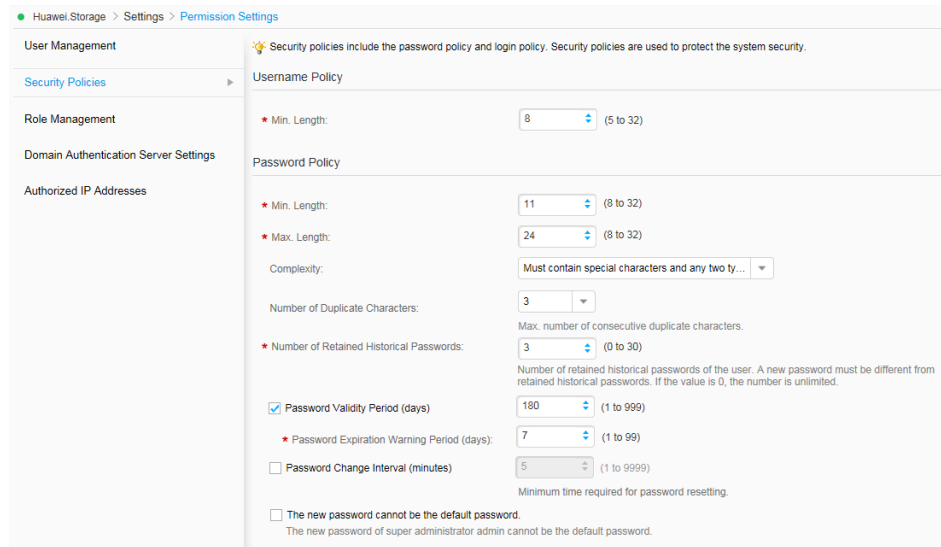 Huawei.Storage > Settings > Permission Settings
User Management
Security Policies
Role Management
Domain Authentication Server Settings
Authorized IP Addresses
Security policies include the password policy and login policy. Security policies are used to protect the system security.
Username Policy
* Min. Length: 8 (5 to 32)
Password Policy
* Min. Length: 11 (8 to 32)
* Max. Length: 24 (8 to 32)
Complexity: Must contain special characters and any two ty...
Number of Duplicate Characters: 3
Max. number of consecutive duplicate characters.
* Number of Retained Historical Passwords: 3 (0 to 30)
Number of retained historical passwords of the user. A new password must be different from
retained historical passwords. If the value is 0, the number is unlimited.
Password Validity Period (days) 180 (1 to 999)
* Password Expiration Warning Period (days): 7 (1 to 99)
Password Change Interval (minutes) 5 (1 to 9999)
Minimum time required for password resetting.
The new password cannot be the default password.
The new password of super administrator admin cannot be the default password.